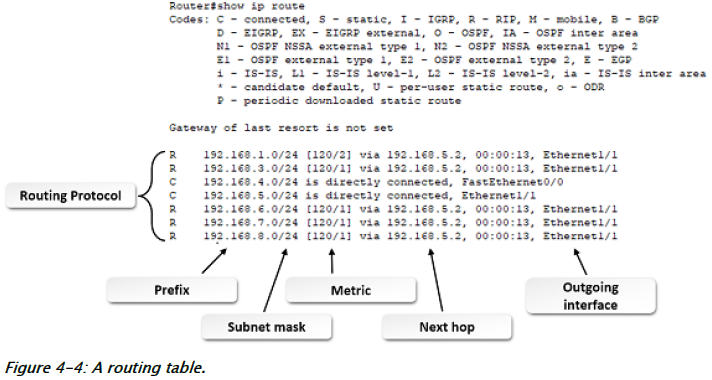 Router#show ip route
Codes: C - connected, S - static, I - IGRP, R - RIP, M - mobile, B - BGP
D - EIGRP, EX - EIGRP external, O - OSPF, IA - OSPF inter area
N1 - OSPF NSSA external type 1, N2 - OSPF NSSA external type 2
E1 - OSPF external type 1, E2 - OSPF external type 2, E - EGP
i - IS-IS, L1 - IS-IS level-1, L2 - IS-IS level-2, ia - IS-IS inter area
* - candidate default, U - per-user static route, o - ODR
P - periodic downloaded static route
Gateway of last resort is not set
R 192.168.1.0/24 [120/2] via 192.168.5.2, 00:00:13, Ethernet1/1
R 192.168.3.0/24 [120/1] via 192.168.5.2, 00:00:13, Ethernet1/1
C 192.168.4.0/24 is directly connected, FastEthernet0/0
C 192.168.5.0/24 is directly connected, Ethernet1/1
R 192.168.6.0/24 [120/1] via 192.168.5.2, 00:00:13, Ethernet1/1
R 192.168.7.0/24 [120/1] via 192.168.5.2, 00:00:13, Ethernet1/1
R 192.168.8.0/24 [120/1] via 192.168.5.2, 00:00:13, Ethernet1/1
Routing Protocol
Prefix
Metric
Outgoing
interface
Subnet mask
Next hop
Figure 4-4: A routing table.